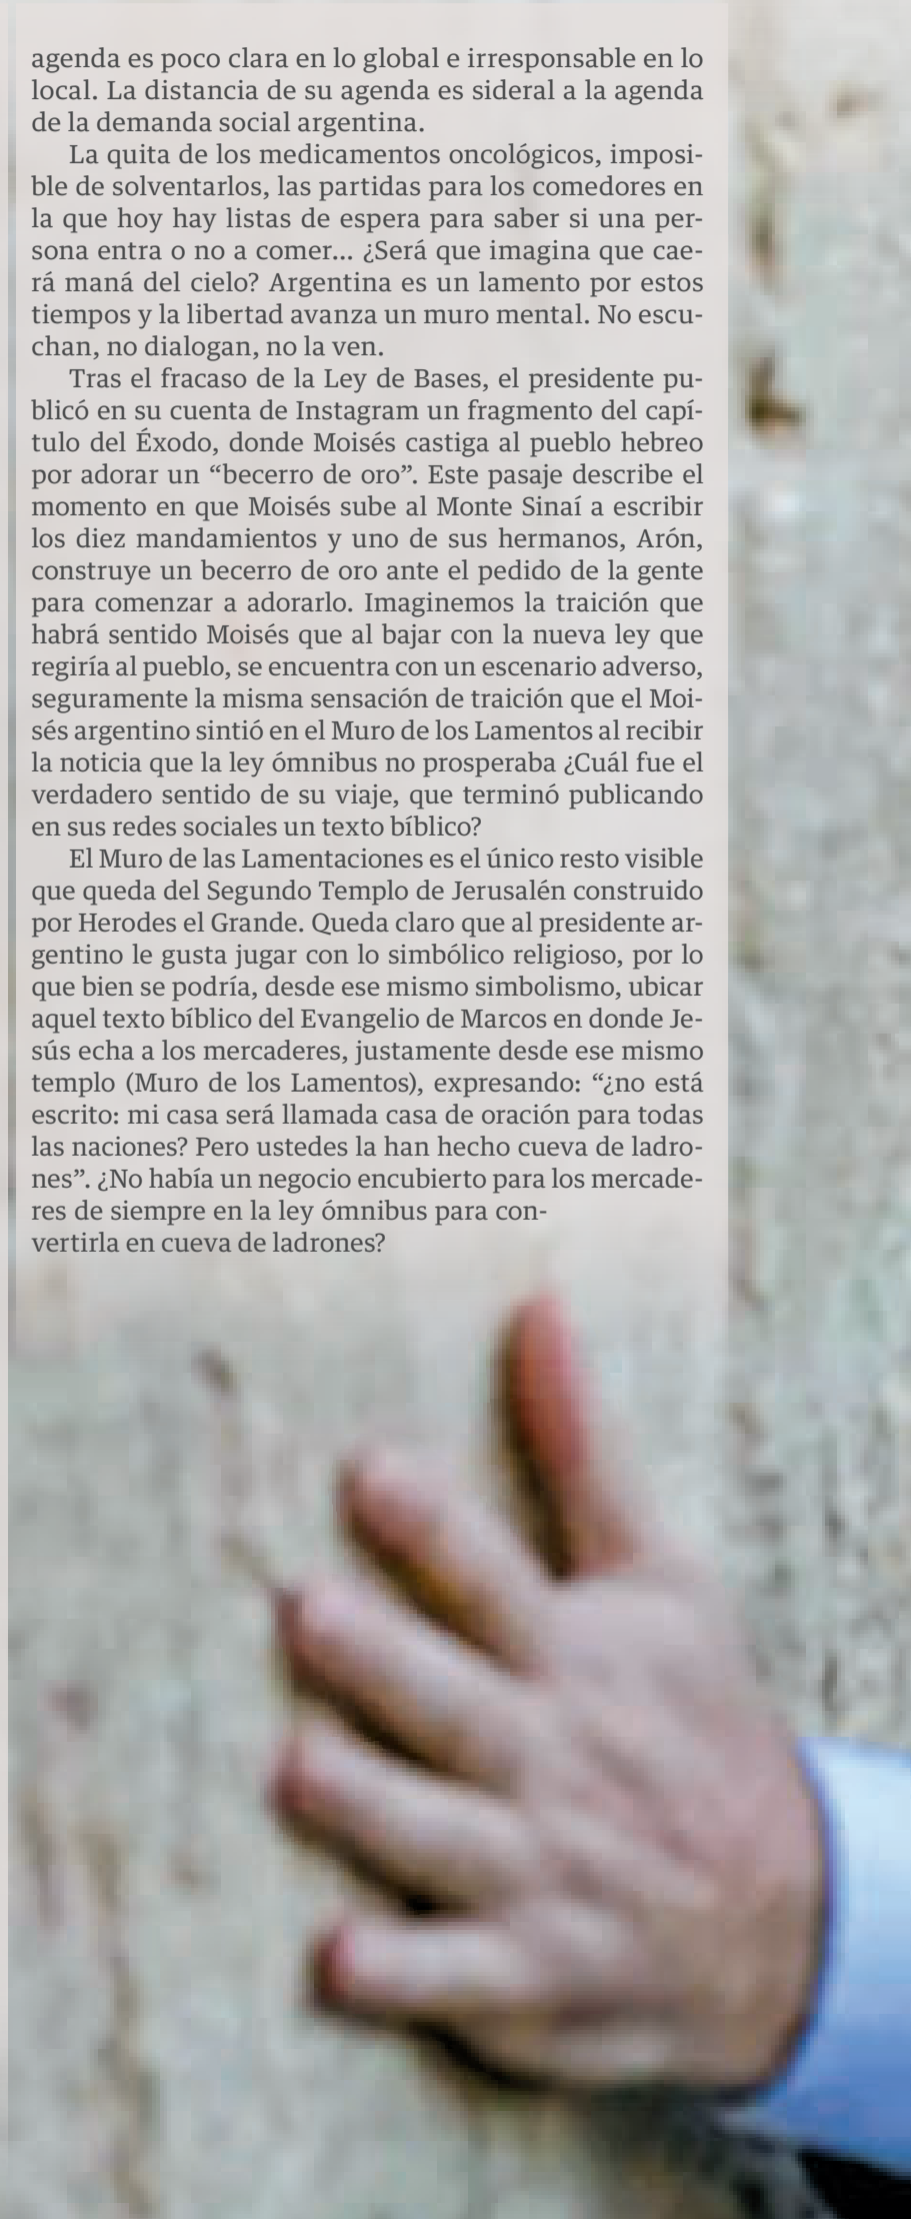 agenda es poco clara en lo global e irresponsable en lo
local. La distancia de su agenda es sideral a la agenda
de la demanda social argentina.
La quita de los medicamentos oncológicos, imposi-
ble de solventarlos, las partidas para los comedores en
la que hoy hay listas de espera para saber si una per-
sona entra o no a comer... ¿Será que imagina que cae-
rá maná del cielo? Argentina es un lamento por estos
tiempos y la libertad avanza un muro mental. No escu-
chan, no dialogan, no la ven.
Tras el fracaso de la Ley de Bases, el presidente pu-
blicó en su cuenta de Instagram un fragmento del capí-
tulo del Éxodo, donde Moisés castiga al pueblo hebreo
por adorar un “becerro de oro”. Este pasaje describe el
momento en que Moisés sube al Monte Sinaí a escribir
los diez mandamientos y uno de sus hermanos, Arón,
construye un becerro de oro ante el pedido de la gente
para comenzar a adorarlo. Imaginemos la traición que
habrá sentido Moisés que al bajar con la nueva ley que
regiría al pueblo, se encuentra con un escenario adverso,
seguramente la misma sensación de traición que el Moi-
sés argentino sintió en el Muro de los Lamentos al recibir
la noticia que la ley ómnibus no prosperaba ¿Cuál fue el
verdadero sentido de su viaje, que terminó publicando
en sus redes sociales un texto bíblico?
El Muro de las Lamentaciones es el único resto visible
que queda del Segundo Templo de Jerusalén construido
por Herodes el Grande. Queda claro que al presidente ar-
gentino le gusta jugar con lo simbólico religioso, por lo
que bien se podría, desde ese mismo simbolismo, ubicar
aquel texto bíblico del Evangelio de Marcos en donde Je-
sús echa a los mercaderes, justamente desde ese mismo
templo (Muro de los Lamentos), expresando: “¿no está
escrito: mi casa será llamada casa de oración para todas
las naciones? Pero ustedes la han hecho cueva de ladro-
nes”. ¿No había un negocio encubierto para los mercade-
res de siempre en la ley ómnibus para con-
vertirla en cueva de ladrones?